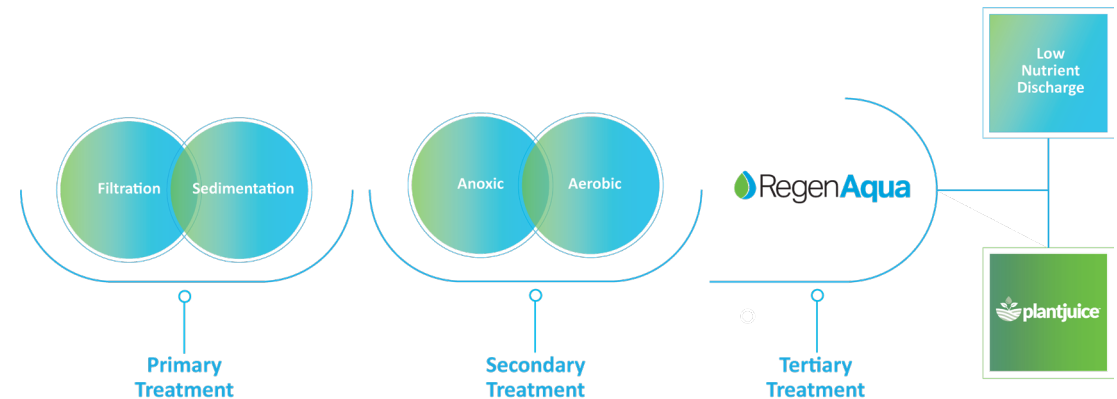 Filtration
Sedimentation
Primary
Treatment
Anoxic
Aerobic
Secondary
Treatment
RegenAqua
Tertiary
Treatment
Low
Nutrient
Discharge
plantjuice